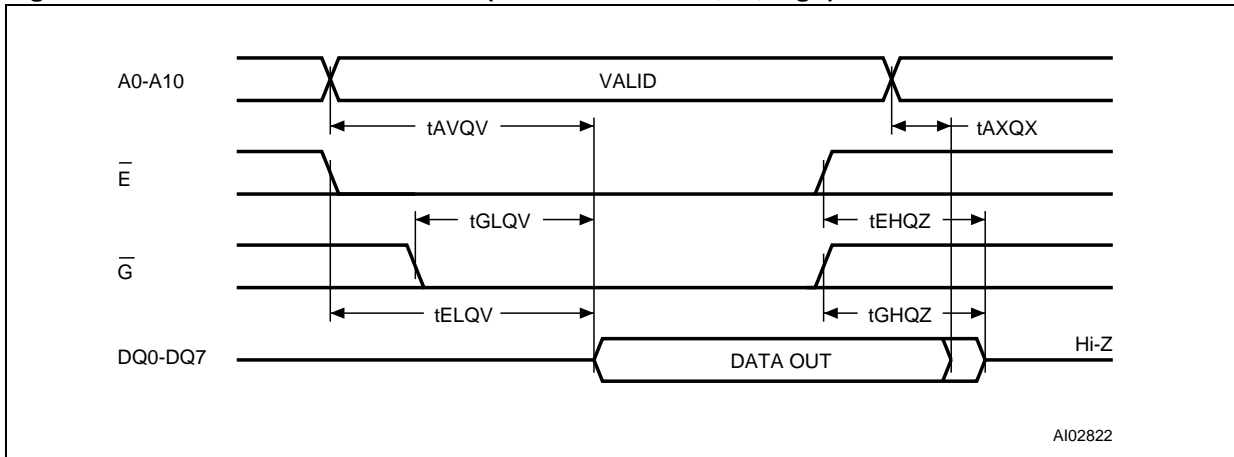 A0-A10
VALID
tAVQV
tAXQX
E
tGLQV
tEHQZ
G
tELQV
tGHQZ
DQ0-DQ7
DATA OUT
Hi-Z
AI02822